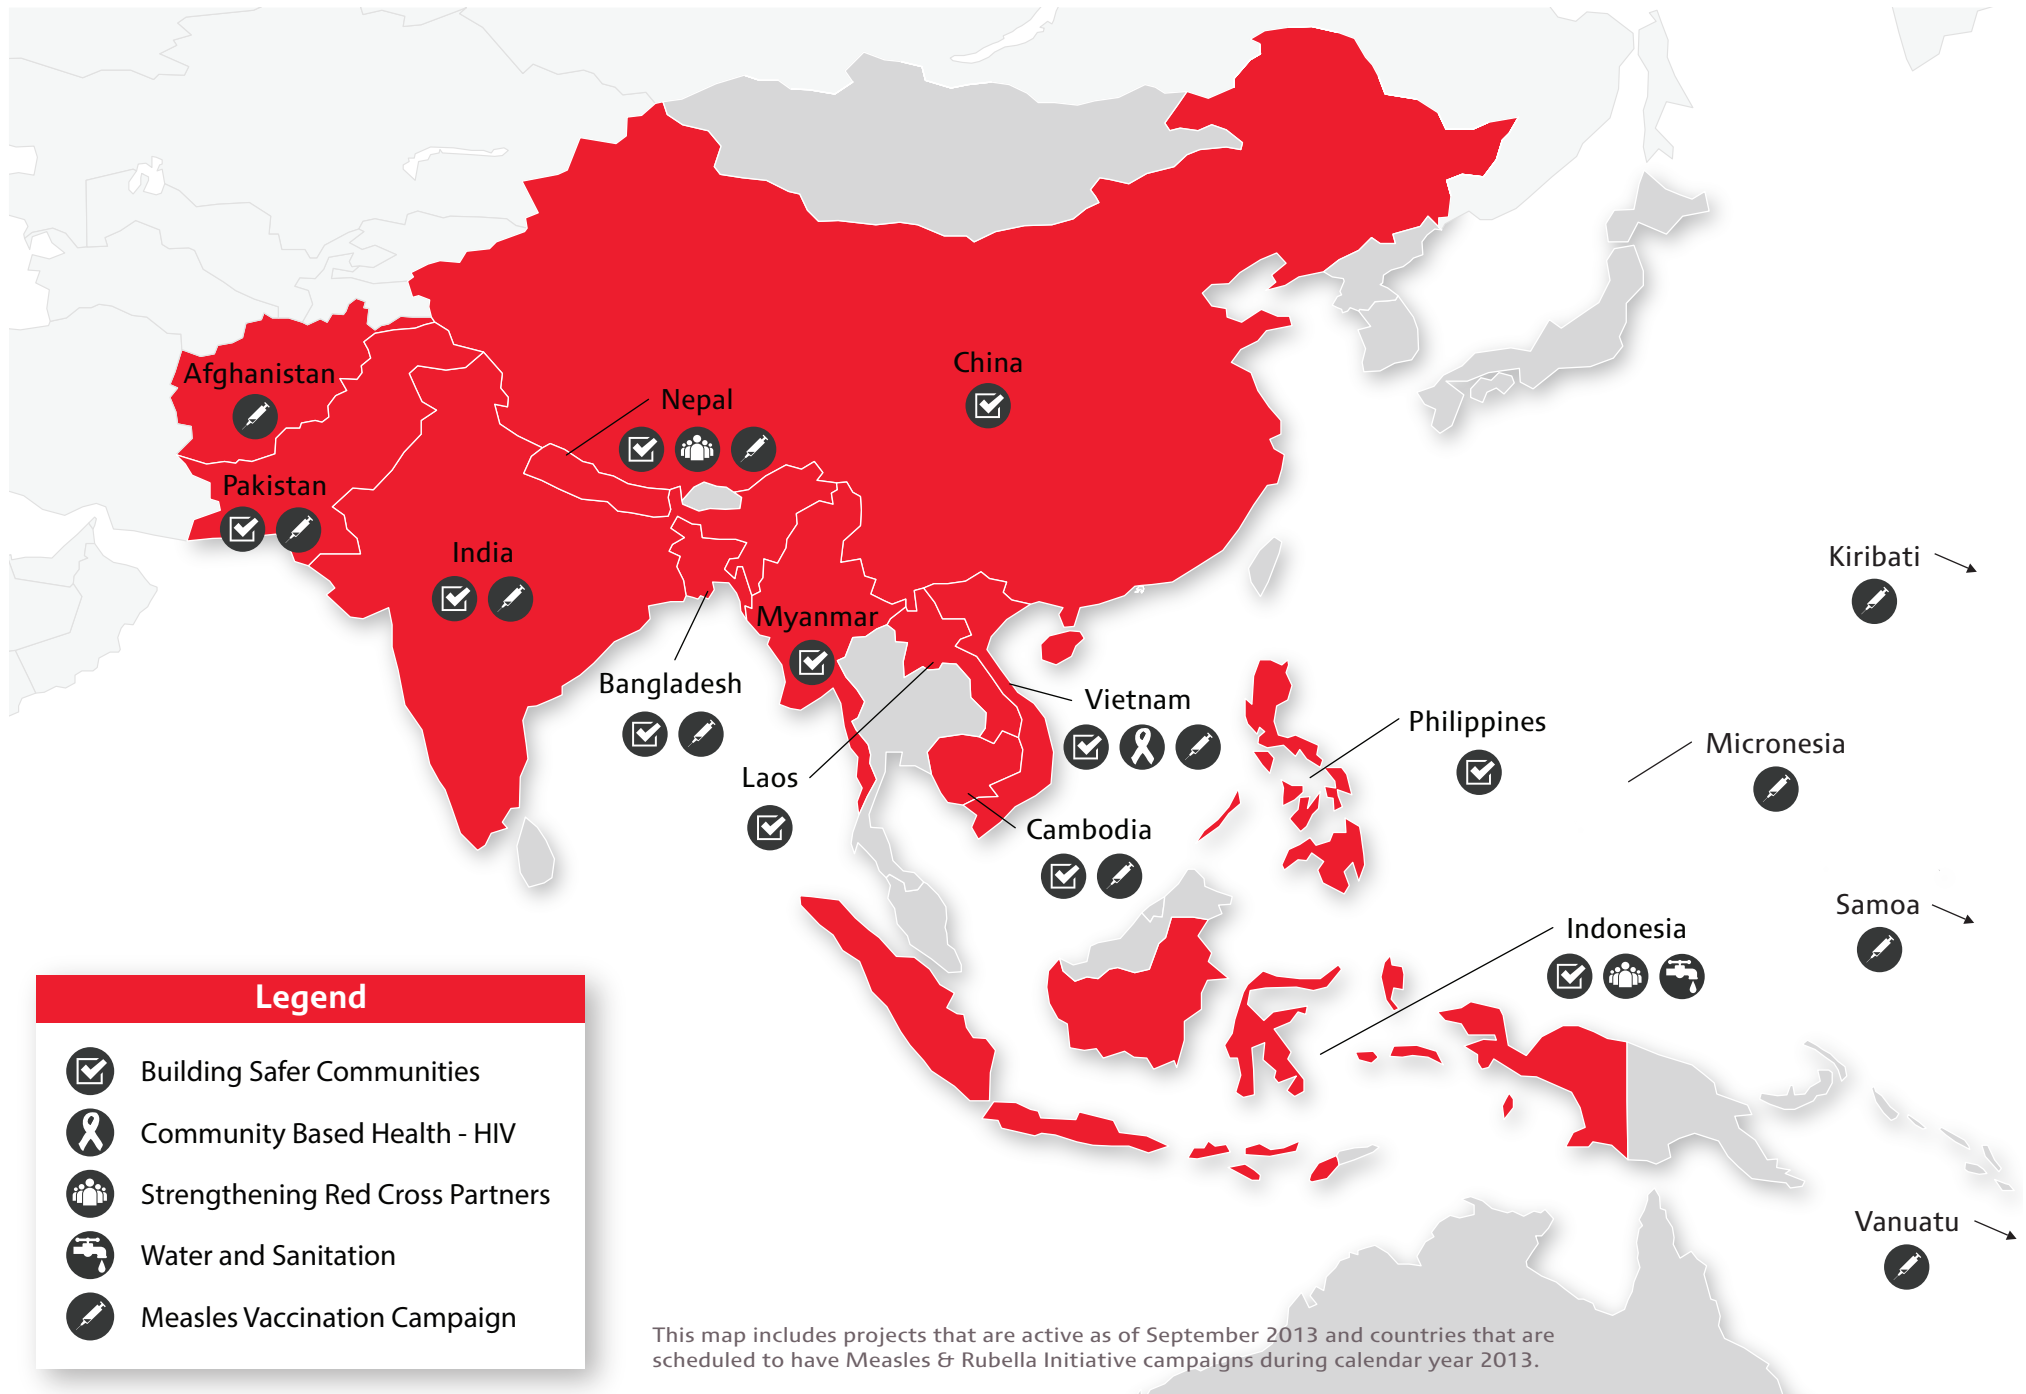 China
Afghanistan
Nepal
Pakistan
India
Kiribati
Myanmar
Bangladesh
Vietnam
Philippines
Micronesia
Laos
Cambodia
Samoa
Indonesia
Legend
Building Safer Communities
Community Based Health - HIV
Strengthening Red Cross Partners
Water and Sanitation
Measles Vaccination Campaign
Vanuatu
This map includes projects that are active as of September 2013 and countries that are
scheduled to have Measles & Rubella Initiative campaigns during calendar year 2013.